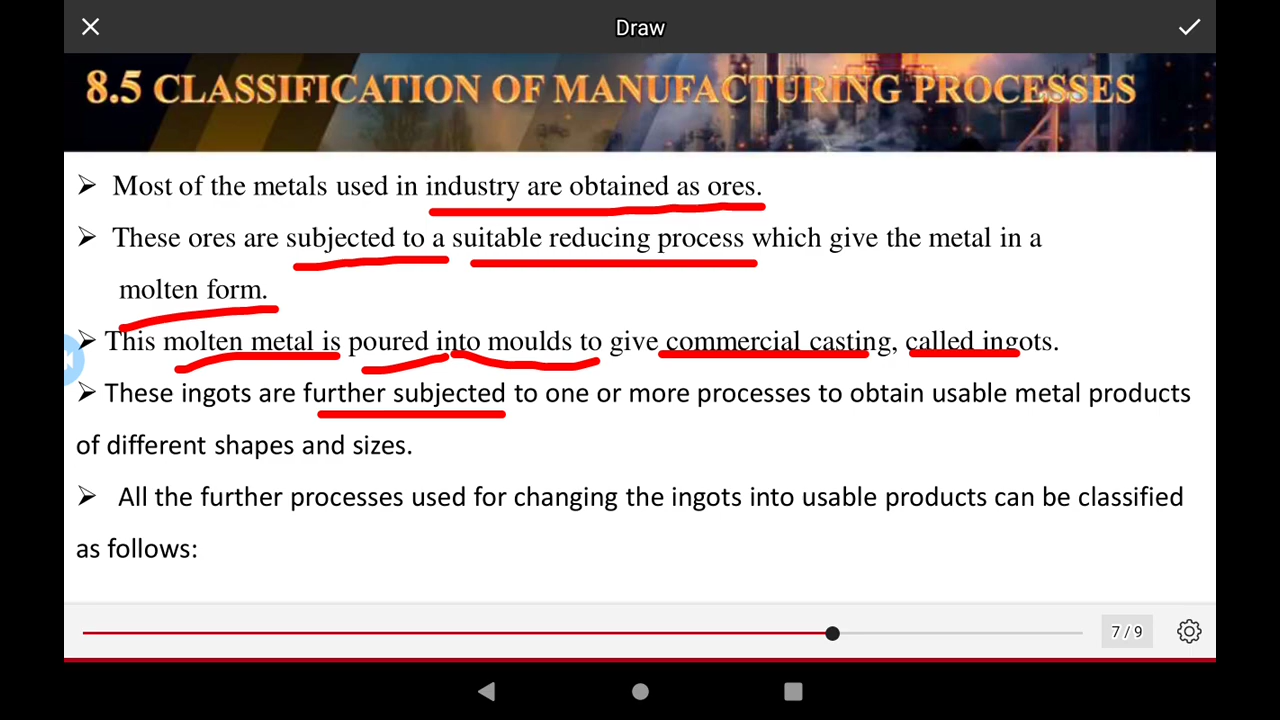 Draw
8.5 CLASSIFICATION OF MANUFACTURING PROCESSES
➢ Most of the metals used in industry are obtained as ores.
➢ These ores are subjected to a suitable reducing process which give the metal in a
molten form.
➢ This molten metal is poured into moulds to give commercial casting, called ingots.
➢ These ingots are further subjected to one or more processes to obtain usable metal products
of different shapes and sizes.
➢ All the further processes used for changing the ingots into usable products can be classified
as follows:
7 / 9